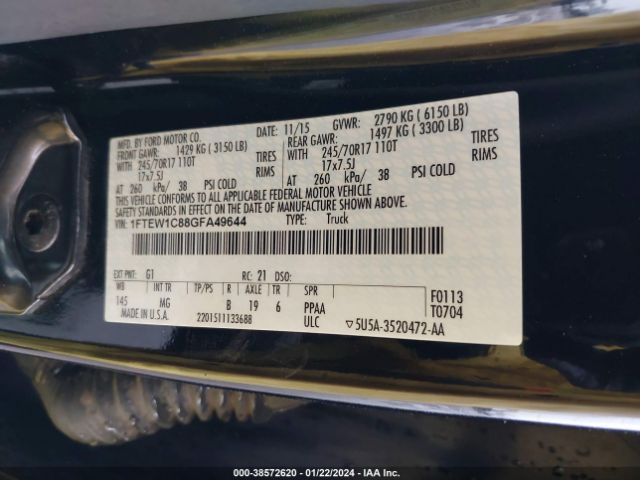 MFD. BY FORD MOTOR CO. DATE: 11/15 GVWR: 2790 KG ( 6150 LB)
FRONT GAWR: 1429 KG ( 3150 LB) REAR GAWR: 1497 KG ( 3300 LB)
WITH 245/70R17 110T TIRES WITH 245/70R17 110T TIRES
17x7.5J RIMS 17x7.5J RIMS
AT 260 kPa/ 38 PSI COLD AT 260 kPa/ 38 PSI COLD
THIS VEHICLE CONFORMS TO ALL APPLICABLE FEDERAL MOTOR VEHICLE
SAFETY AND THEFT PREVENTION STANDARDS IN EFFECT ON THE DATE OF MANUFACTURE SHOWN ABOVE.
VIN: 1FTEW1C88GFA49644 TYPE: Truck
EXT PNT: G1 RC: 21 DSO:
WB INT TR TP/PS R AXLE TR SPR
145 MG B 19 6 PPAA F0113
MADE IN U.S.A. 2201511133688 ULC T0704
▽5U5A-3520472-AA
000-38572620 - 01/22/2024 - IAA Inc.